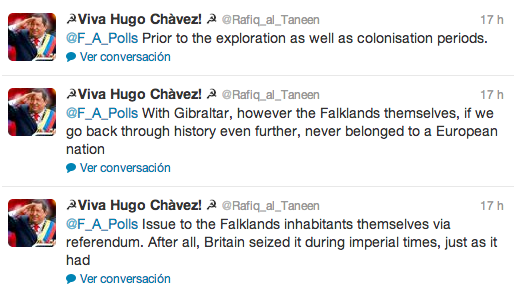 ☭Viva Hugo Chàvez! ☭ @Rafiq_al_Taneen 17 h
@F_A_Polls Prior to the exploration as well as colonisation periods.
Ver conversación
☭Viva Hugo Chàvez! ☭ @Rafiq_al_Taneen 17 h
@F_A_Polls With Gibraltar, however the Falklands themselves, if we
go back through history even further, never belonged to a European
nation
Ver conversación
☭Viva Hugo Chàvez! ☭ @Rafiq_al_Taneen 17 h
@F_A_Polls Issue to the Falklands inhabitants themselves via
referendum. After all, Britain seized it during imperial times, just as it
had
Ver conversación